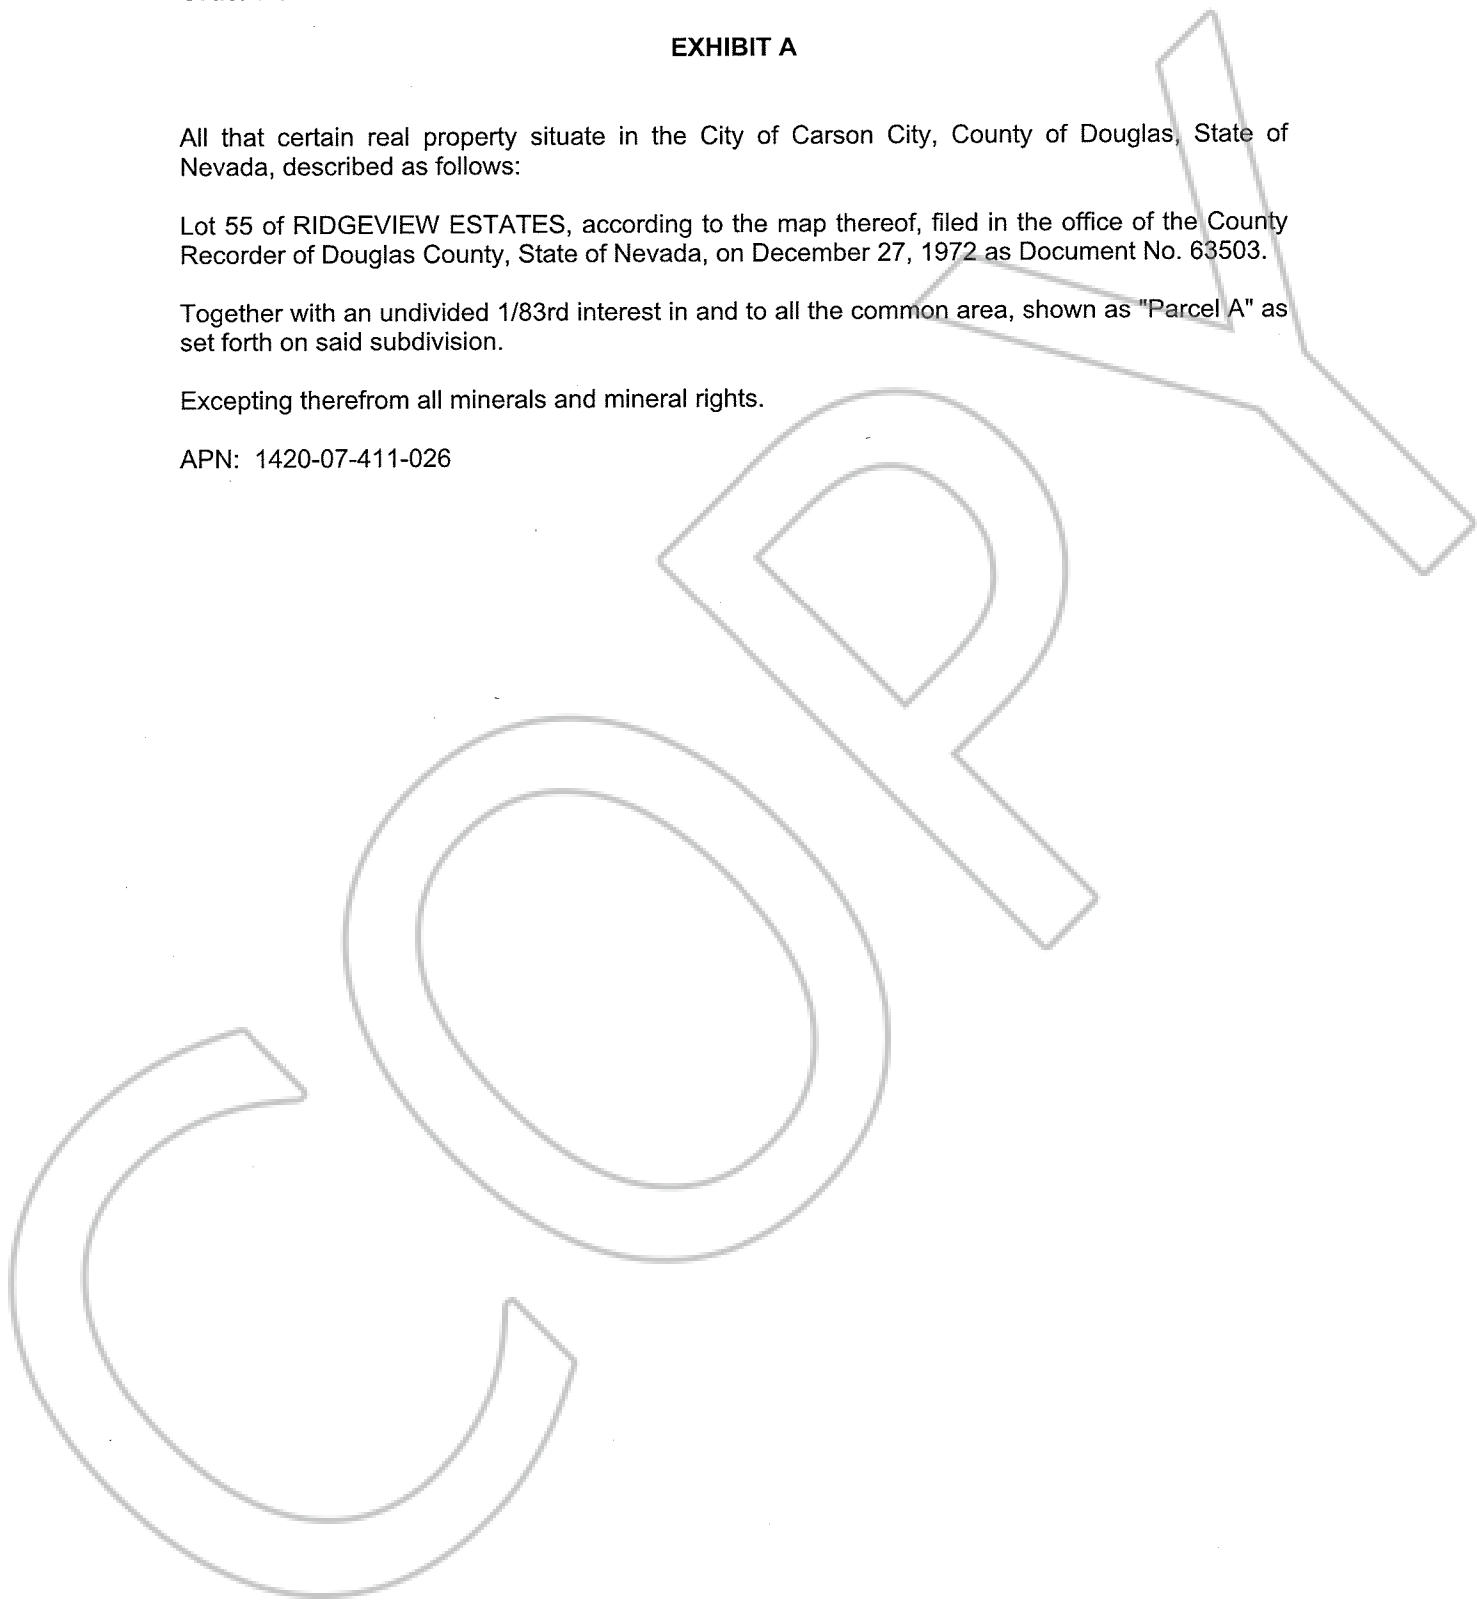 EXHIBIT A
All that certain real property situate in the City of Carson City, County of Douglas, State of
Nevada, described as follows:
Lot 55 of RIDGEVIEW ESTATES, according to the map thereof, filed in the office of the County
Recorder of Douglas County, State of Nevada, on December 27, 1972 as Document No. 63503.
Together with an undivided 1/83rd interest in and to all the common area, shown as "Parcel A" as
set forth on said subdivision.
Excepting therefrom all minerals and mineral rights.
APN: 1420-07-411-026
COPY